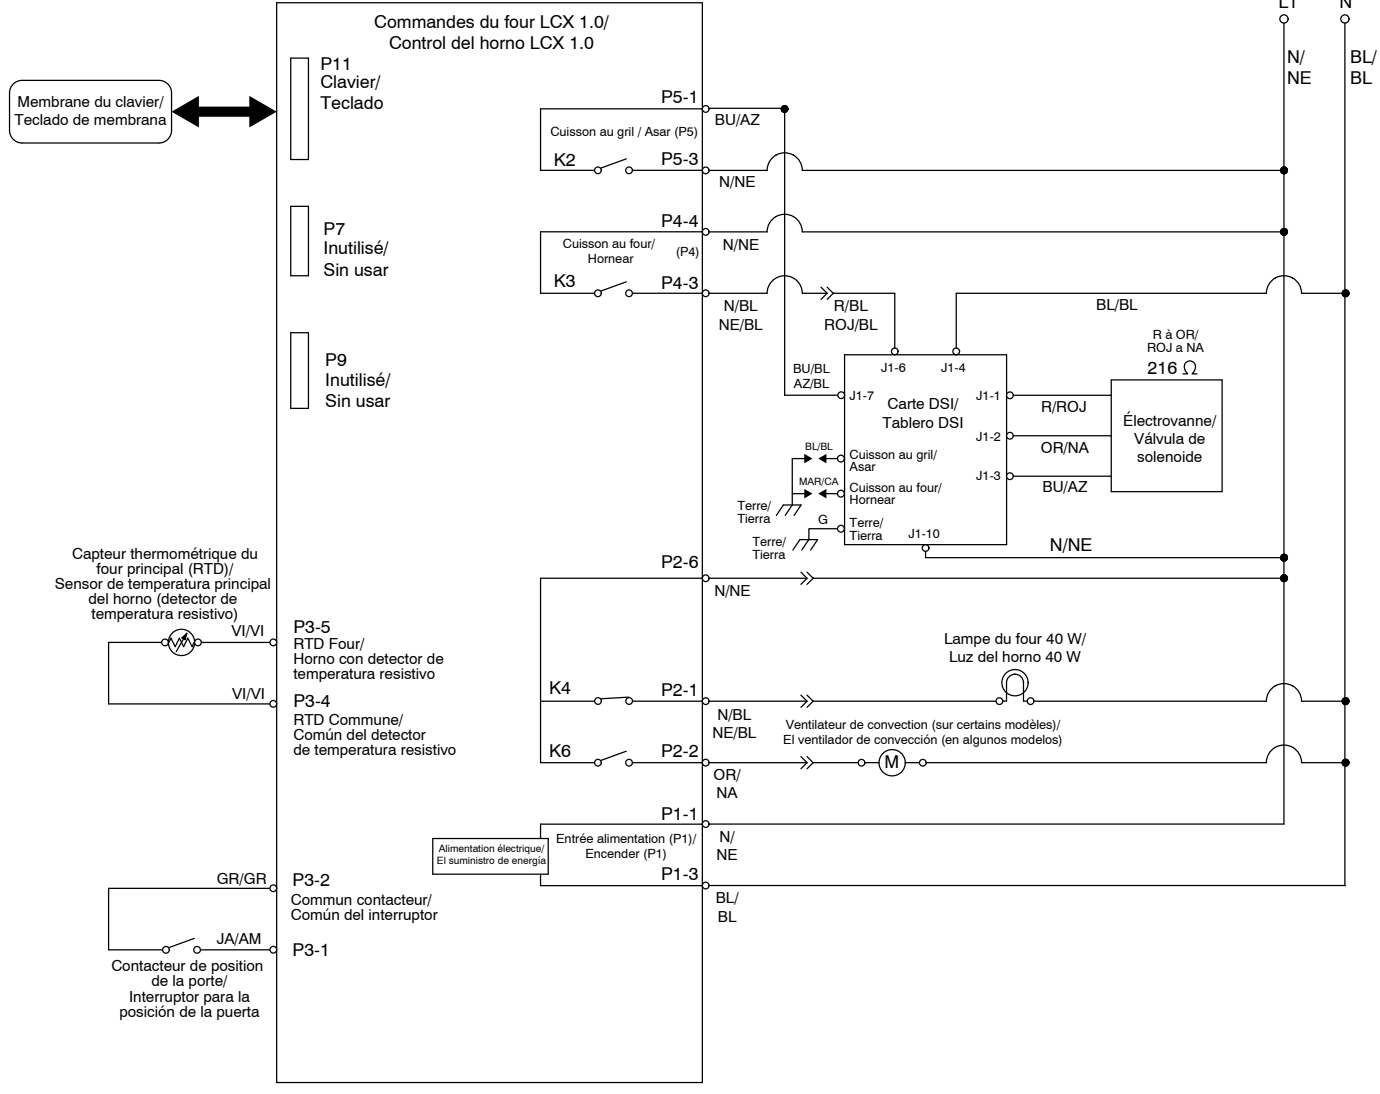 Commandes du four LCX 1.0/
Control del horno LCX 1.0
L1
N
N/
NE
BL/
BL
P11
Clavier/
Teclado
Membrane du clavier/
Teclado de membrana
P5-1
BU/AZ
Cuisson au gril / Asar (P5)
K2
P5-3
N/NE
P7
Inutilisé/
Sin usar
P4-4
N/NE
Cuisson au four/
Hornear
(P4)
K3
P4-3
N/BL
NE/BL
R/BL
ROJ/BL
BL/BL
P9
Inutilisé/
Sin usar
R à OR/
ROJ a NA
216 Ω
BU/BL
AZ/BL
J1-6
J1-4
J1-7
Carte DSI/
Tablero DSI
J1-1
R/ROJ
J1-2
OR/NA
J1-3
BU/AZ
Électrovanne/
Válvula de
solenoide
BL/BL
Cuisson au gril/
Asar
MAR/CA
Cuisson au four/
Hornear
Terre/
Tierra
G
Terre/
Tierra
Terre/
Tierra
J1-10
N/NE
Capteur thermométrique du
four principal (RTD)/
Sensor de temperatura principal
del horno (detector de
temperatura resistivo)
P2-6
N/NE
VI/VI
P3-5
RTD Four/
Horno con detector de
temperatura resistivo
VI/VI
P3-4
RTD Commune/
Común del detector
de temperatura resistivo
Lampe du four 40 W/
Luz del horno 40 W
K4
P2-1
N/BL
NE/BL
Ventilateur de convection (sur certains modèles)/
El ventilador de convección (en algunos modelos)
K6
P2-2
M
OR/
NA
P1-1
N/
NE
Alimentation électrique/
El suministro de energía
Entrée alimentation (P1)/
Encender (P1)
P1-3
BL/
BL
GR/GR
P3-2
Commun contacteur/
Común del interruptor
JA/AM
P3-1
Contacteur de position
de la porte/
Interruptor para la
posición de la puerta